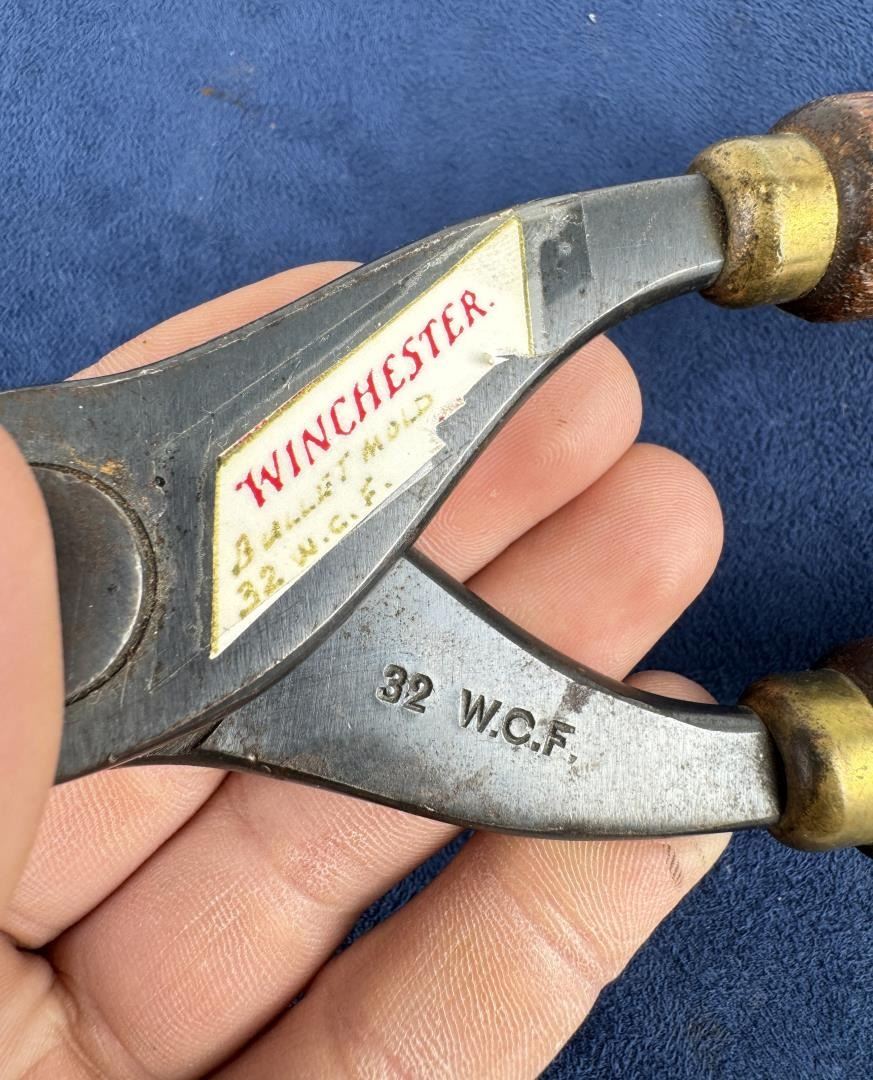 WINCHESTER.
BULLET MOLD
32 W.C.F.
32 W.C.F.